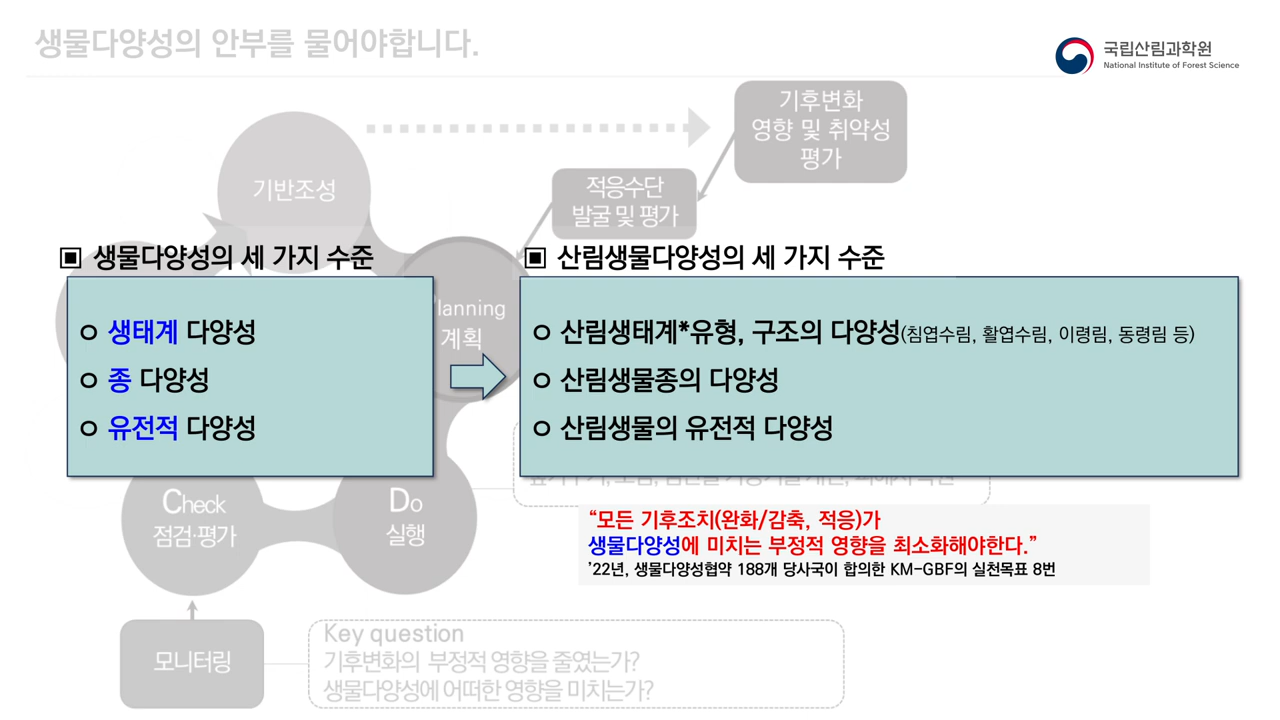 생물다양성의 안부를 물어야합니다.
국립산림과학원
National Institute of Forest Science
기후변화
영향 및 취약성
평가
적응수단
발굴 및 평가
기반조성
▣ 생물다양성의 세 가지 수준
▣ 산림생물다양성의 세 가지 수준
ㅇ 생태계 다양성
ㅇ 종 다양성
ㅇ 유전적 다양성
계획
ㅇ 산림생태계*유형, 구조의 다양성(침엽수림, 활엽수림, 이령림, 동령림 등)
ㅇ 산림생물종의 다양성
ㅇ 산림생물의 유전적 다양성
Check
점검·평가
Do
실행
“모든 기후조치(완화/감축, 적응)가
생물다양성에 미치는 부정적 영향을 최소화해야한다.”
’22년, 생물다양성협약 188개 당사국이 합의한 KM-GBF의 실천목표 8번
모니터링
Key question
기후변화의 부정적 영향을 줄였는가?
생물다양성에 어떠한 영향을 미치는가?